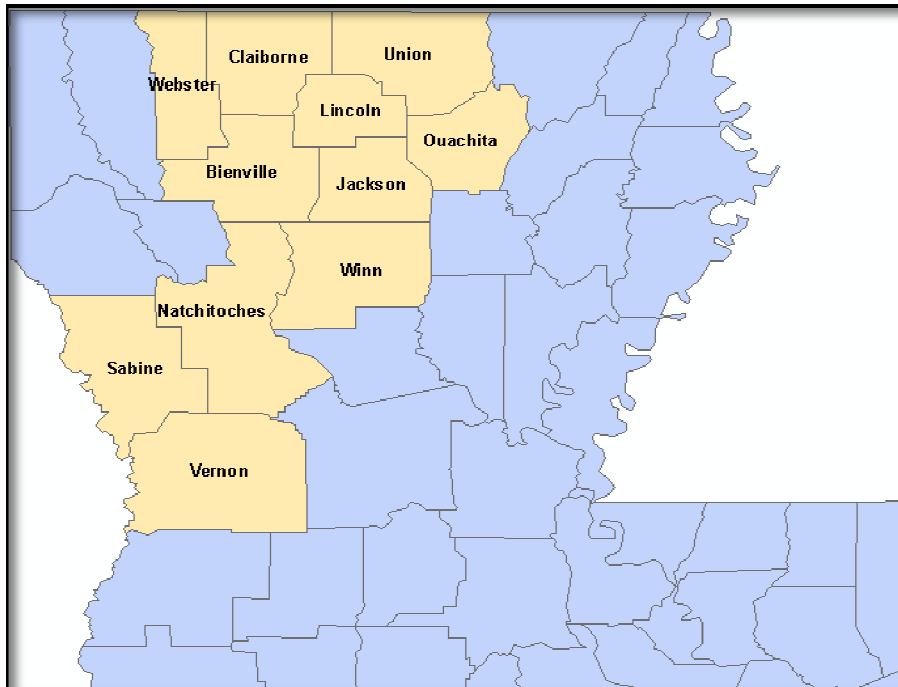 Union
Claiborne
Webster
Lincoln
Ouachita
Bienville
Jackson
Winn
Natchitoches
Sabine
Vernon